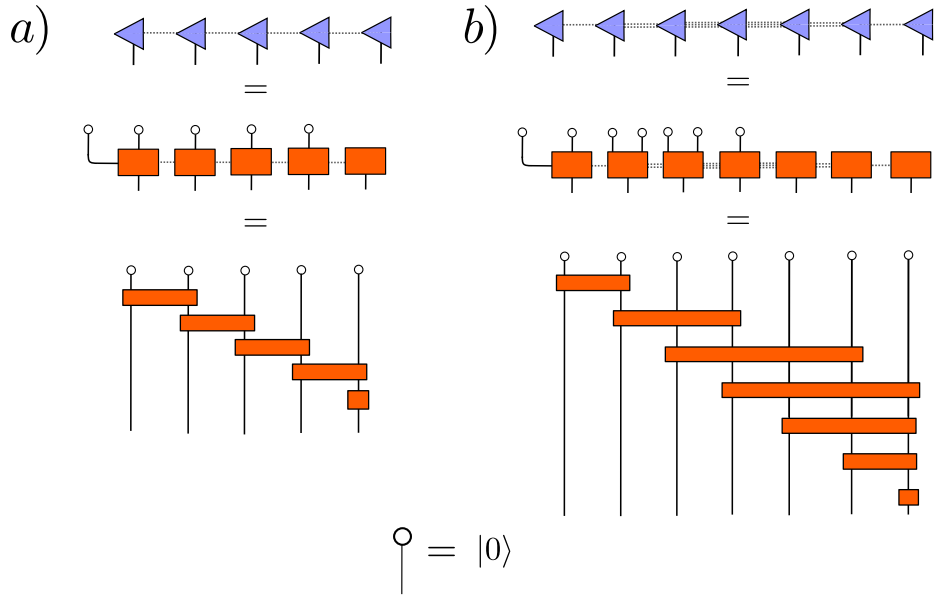 a)
b)
=
=
=
=
= |0⟩